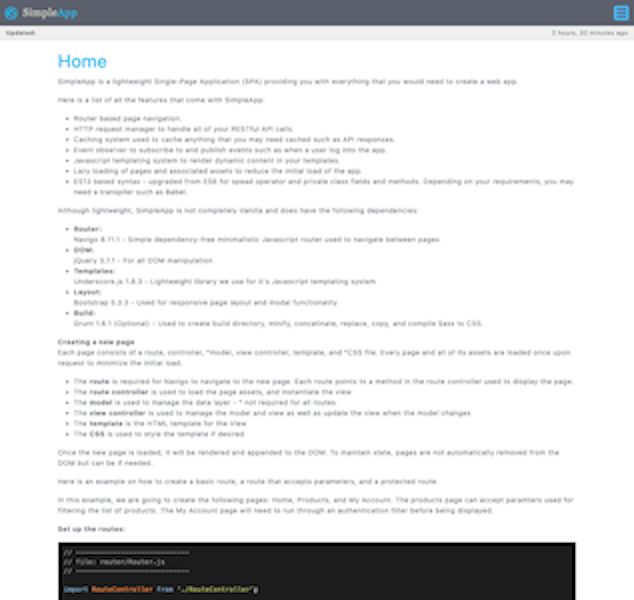 SimpleApp
Updated: 2 hours, 32 minutes ago
Home
SimpleApp is a lightweight Single-Page Application (SPA) providing you with everything that you would need to create a web app.
Here is a list of all the features that come with SimpleApp:
Router based page navigation.
HTTP request manager to handle all of your RESTful API calls.
Caching system used to cache anything that you may need cached such as API responses.
Event observer to subscribe to and publish events such as when a user log into the app.
Javascript templating system to render dynamic content in your templates.
Lazy loading of pages and associated assets to reduce the initial load of the app.
ES13 based syntax - upgraded from ES6 for spead operator and private class fields and methods. Depending on your requirements, you may
need a transpiler such as Babel.
Although lightweight, SimpleApp is not completely Vanilla and does have the following dependencies:
Router:
Navigo 8.11.1 - Simple dependency-free minimalistic Javascript router used to navigate between pages
DOM:
jQuery 3.7.1 - For all DOM manipulation
Templates:
Underscore.js 1.8.3 - Lightweight library we use for it's Javascript templating system
Layout:
Bootstrap 5.3.3 - Used for responsive page layout and modal functionality
Build:
Grunt 1.6.1 (Optional) - Used to create build directory, minify, concatinate, replace, copy, and compile Sass to CSS.
Creating a new page
Each page consists of a route, controller, *model, view controller, template, and *CSS file. Every page and all of its assets are loaded once upon
request to minimize the initial load.
The route is required for Navigo to navigate to the new page. Each route points to a method in the route controller used to display the page.
The route controller is used to load the page assets, and instantiate the view
The model is used to manage the data layer - * not required for all routes
The view controller is used to manage the model and view as well as update the view when the model changes
The template is the HTML template for the View
The CSS is used to style the template if desired
Once the new page is loaded, it will be rendered and appended to the DOM. To maintain state, pages are not automatically removed from the
DOM but can be if needed.
Here is an example on how to create a basic route, a route that accepts parameters, and a protected route.
In this example, we are going to create the following pages: Home, Products, and My Account. The products page can accept paramters used for
filtering the list of products. The My Account page will need to run through an authentication filter before being displayed.
Set up the routes:
// ----------------------------
// file: router/Router.js
// ----------------------------
import RouteController from './RouteController';